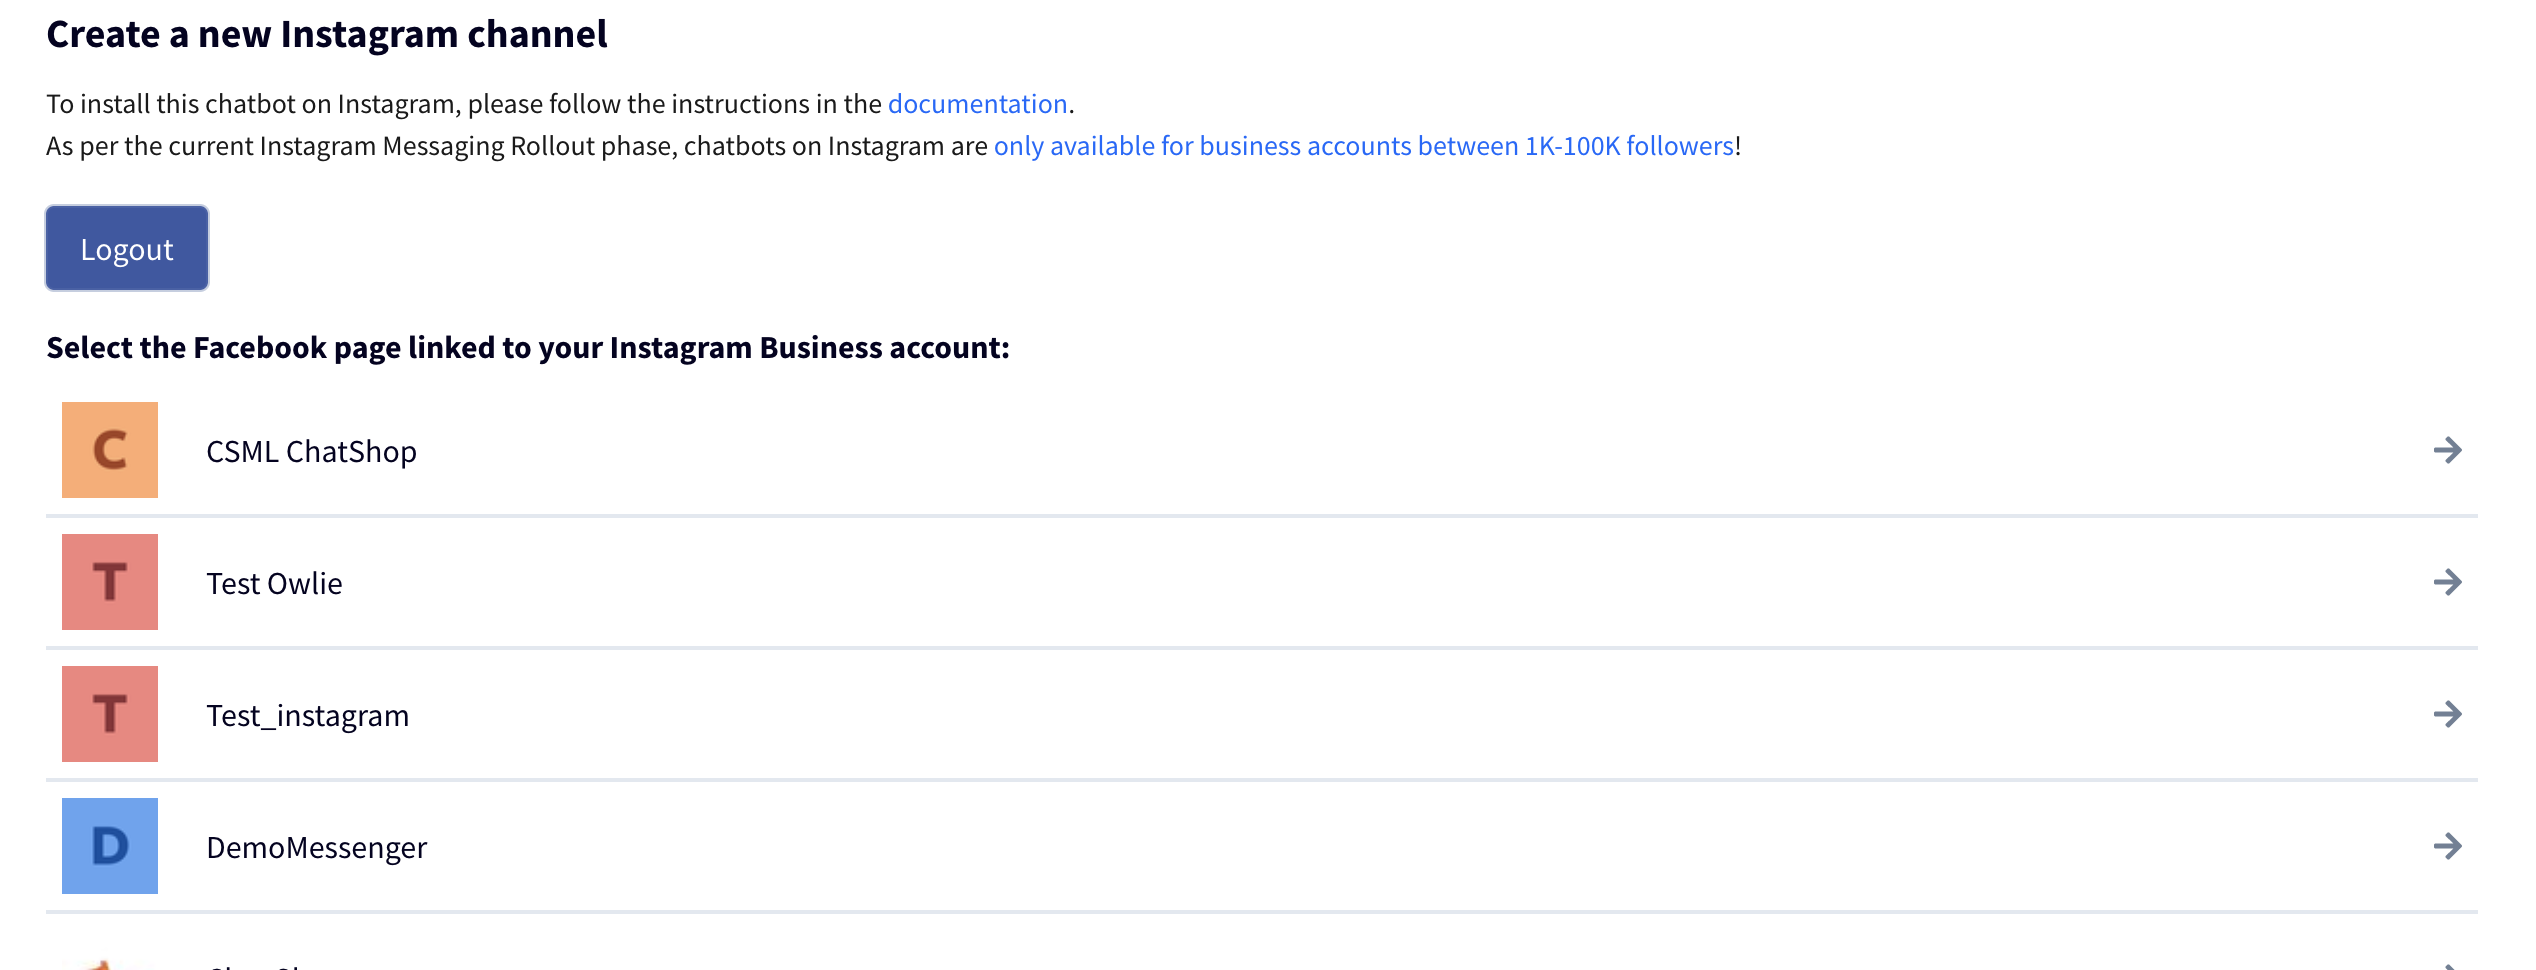 Create a new Instagram channel
To install this chatbot on Instagram, please follow the instructions in the documentation.
As per the current Instagram Messaging Rollout phase, chatbots on Instagram are only available for business accounts between 1K-100K followers!
Logout
Select the Facebook page linked to your Instagram Business account:
C
CSML ChatShop
T
Test Owlie
T
Test_instagram
D
DemoMessenger